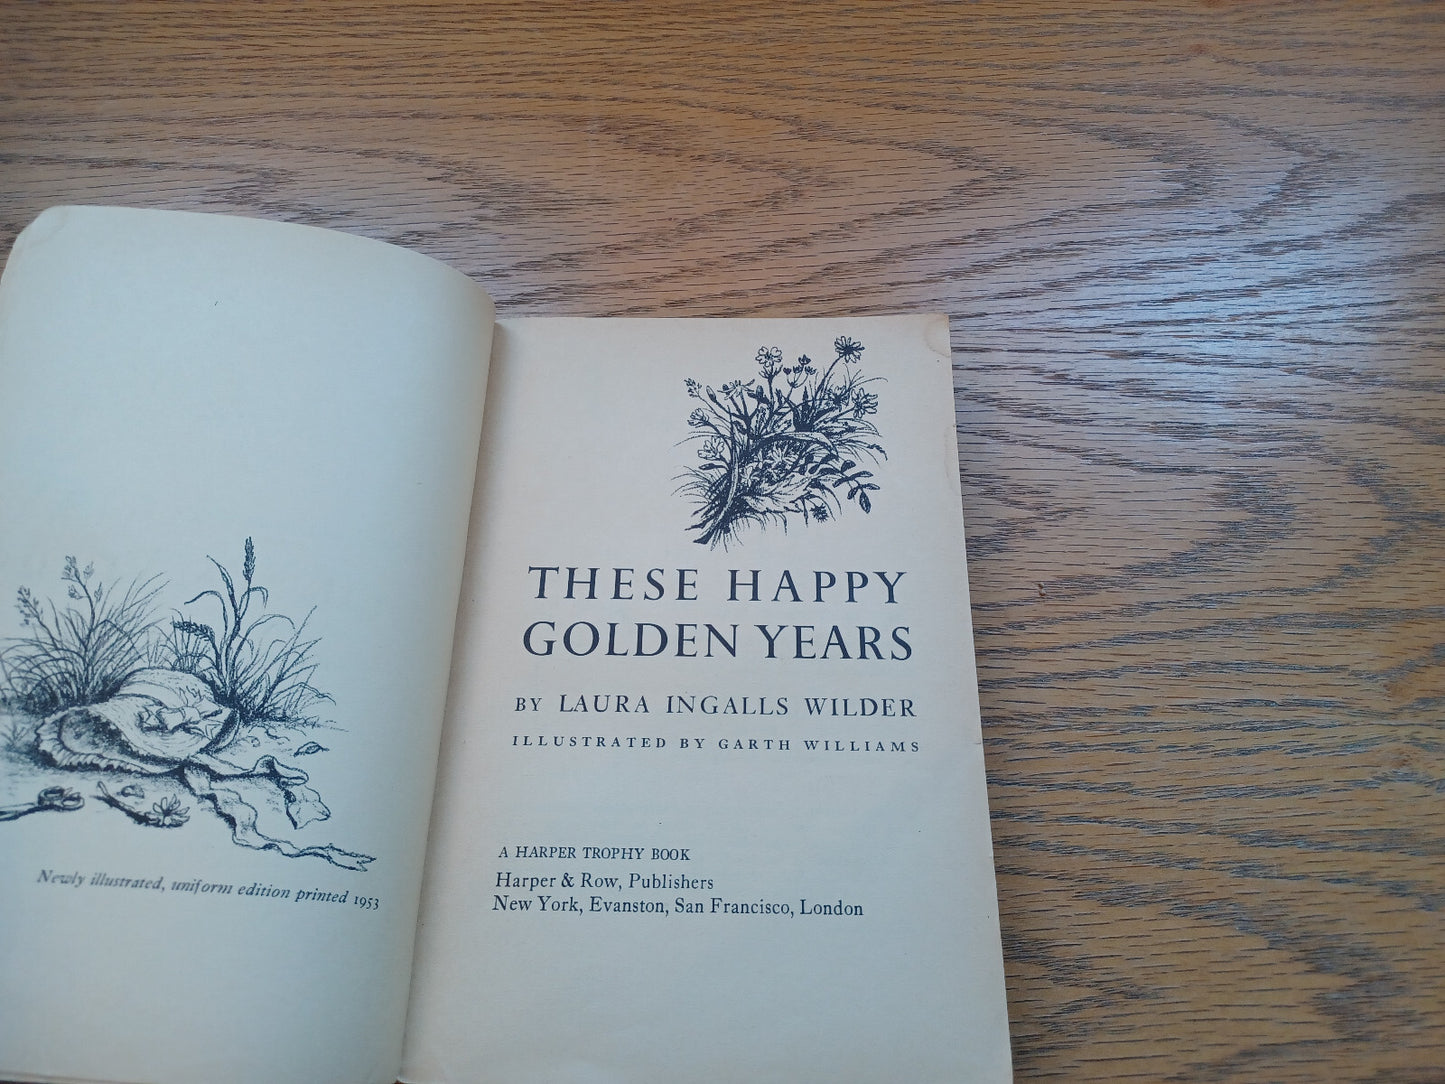 Newly illustrated, uniform edition printed 1953
THESE HAPPY
GOLDEN YEARS
BY LAURA INGALLS WILDER
ILLUSTRATED BY GARTH WILLIAMS
A HARPER TROPHY BOOK
Harper & Row, Publishers
New York, Evanston, San Francisco, London